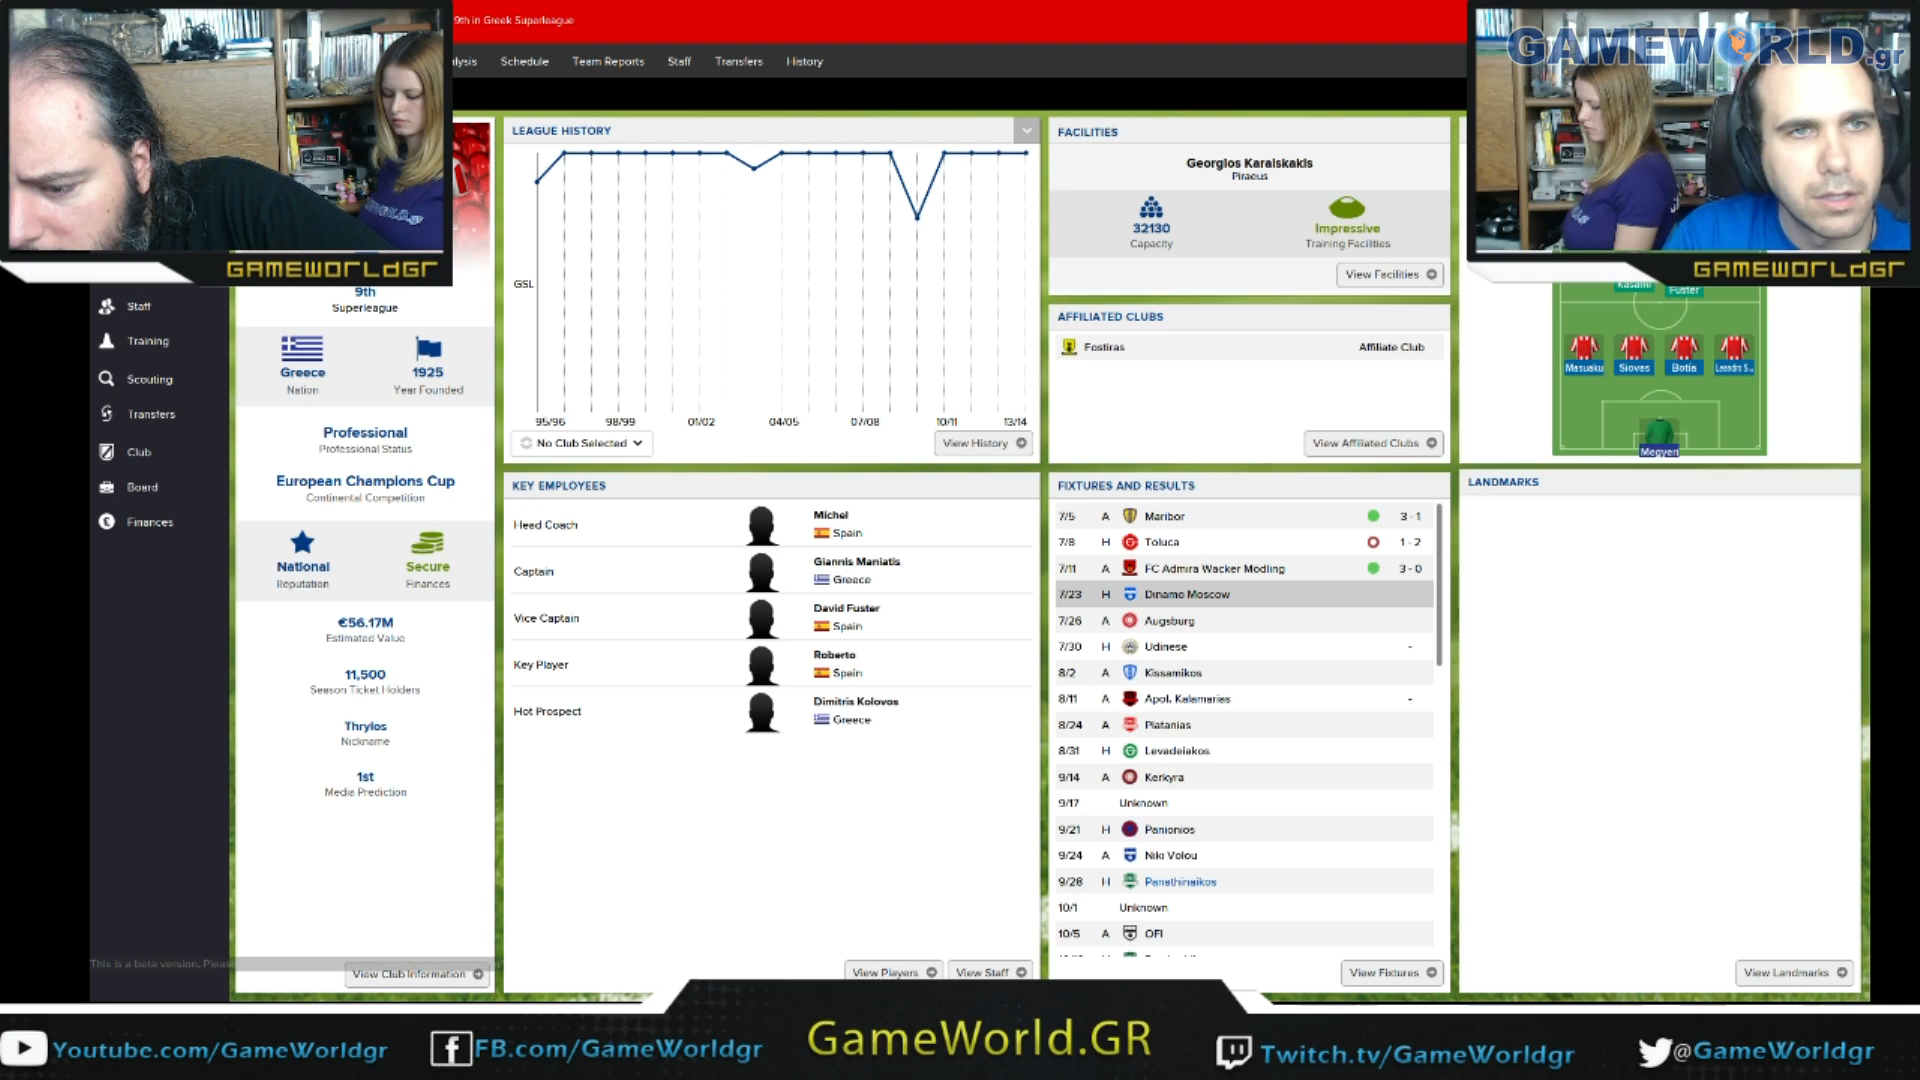 9th in Greek Superleague
GAMEWORLD.gr
Schedule
Team Reports
Staff
Transfers
History
GAMEWORLDGR
GAMEWORLDGR
Staff
Training
Scouting
Transfers
Club
Board
Finances
This is a beta version. Please
9th
Superleague
Greece
Nation
1925
Year Founded
Professional
Professional Status
European Champions Cup
Continental Competition
National
Reputation
Secure
Finances
€56.17M
Estimated Value
11,500
Season Ticket Holders
Thrylos
Nickname
1st
Media Prediction
View Club Information
LEAGUE HISTORY
GSL
95/96 98/99 01/02 04/05 07/08 10/11 13/14
No Club Selected
View History
KEY EMPLOYEES
Head Coach
Michel
Spain
Captain
Giannis Maniatis
Greece
Vice Captain
David Fuster
Spain
Key Player
Roberto
Spain
Hot Prospect
Dimitris Kolovos
Greece
View Players
View Staff
FACILITIES
Georgios Karaiskakis
Piraeus
32130
Capacity
Impressive
Training Facilities
View Facilities
AFFILIATED CLUBS
Fostiras Affiliate Club
View Affiliated Clubs
FIXTURES AND RESULTS
7/5 A Maribor 3 - 1
7/8 H Toluca 1 - 2
7/11 A FC Admira Wacker Modling 3 - 0
7/23 H Dinamo Moscow
7/26 A Augsburg
7/30 H Udinese -
8/2 A Kissamikos
8/11 A Apol. Kalamarias -
8/24 A Platanias
8/31 H Levadeiakos
9/14 A Kerkyra
9/17 Unknown
9/21 H Panionios
9/24 A Niki Volou
9/28 H Panathinaikos
10/1 Unknown
10/5 A OFI
View Fixtures
Kasami
Fuster
Masuaku
Siovas
Botia
Leandro S...
Megyeri
LANDMARKS
View Landmarks
Youtube.com/GameWorldgr
FB.com/GameWorldgr
GameWorld.GR
Twitch.tv/GameWorldgr
@GameWorldgr